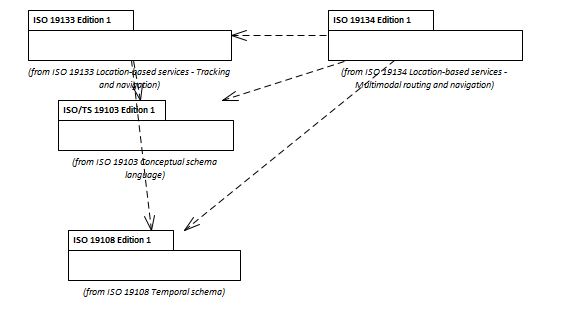 ISO 19133 Edition 1
(from ISO 19133 Location-based services - Tracking
and navigation)
ISO 19134 Edition 1
(from ISO 19134 Location-based services -
Multimodal routing and navigation)
ISO/TS 19103 Edition 1
(from ISO 19103 Conceptual schema
language)
ISO 19108 Edition 1
(from ISO 19108 Temporal schema)